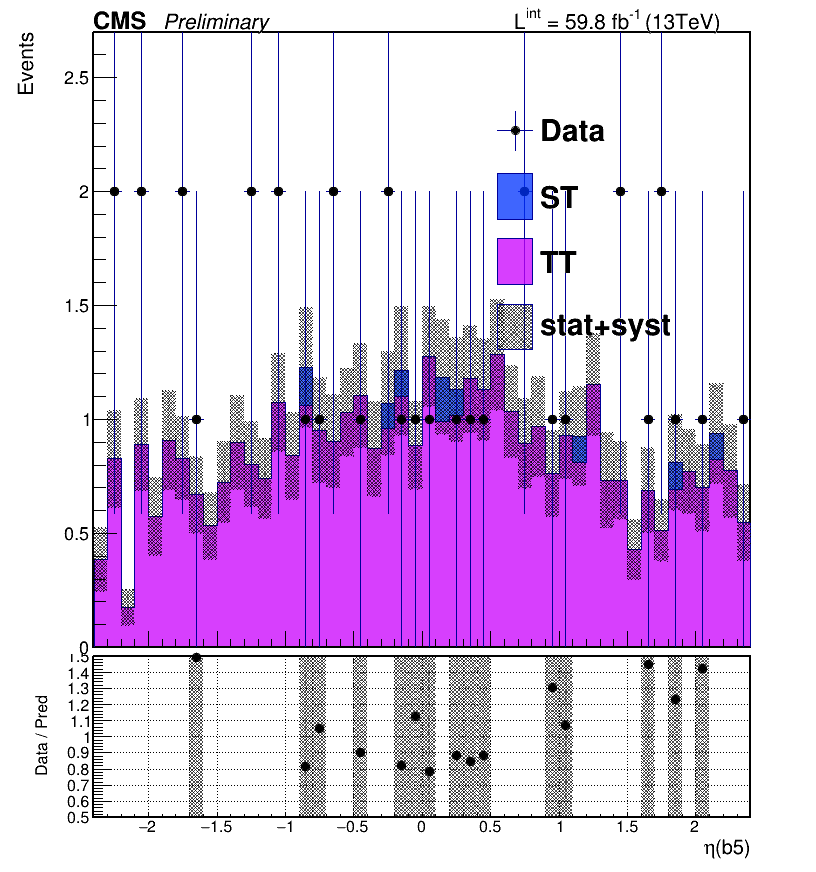 CMS Preliminary L^int = 59.8 fb^-1 (13TeV)
Events
2.5
2
1.5
1
0.5
0
Data
ST
TT
stat+syst
Data / Pred
1.5
1.4
1.3
1.2
1.1
1
0.9
0.8
0.7
0.6
0.5
−2 −1.5 −1 −0.5 0 0.5 1 1.5 2
η(b5)